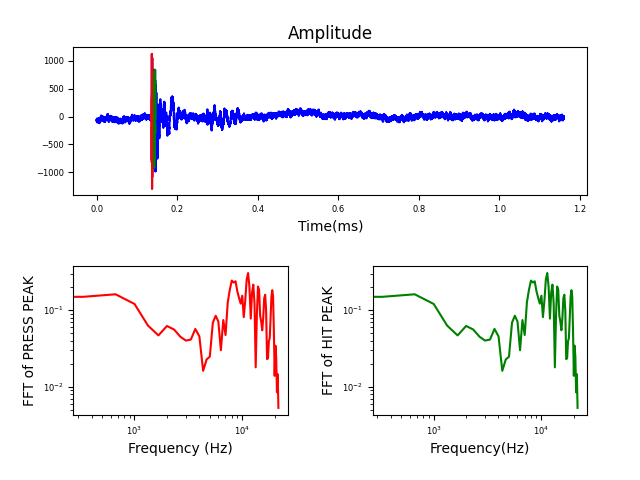 Amplitude
1000
500
0
−500
−1000
0.0 0.2 0.4 0.6 0.8 1.0 1.2
Time(ms)
FFT of PRESS PEAK
10⁻¹
10⁻²
10³ 10⁴
Frequency (Hz)
FFT of HIT PEAK
10⁻¹
10⁻²
10³ 10⁴
Frequency(Hz)